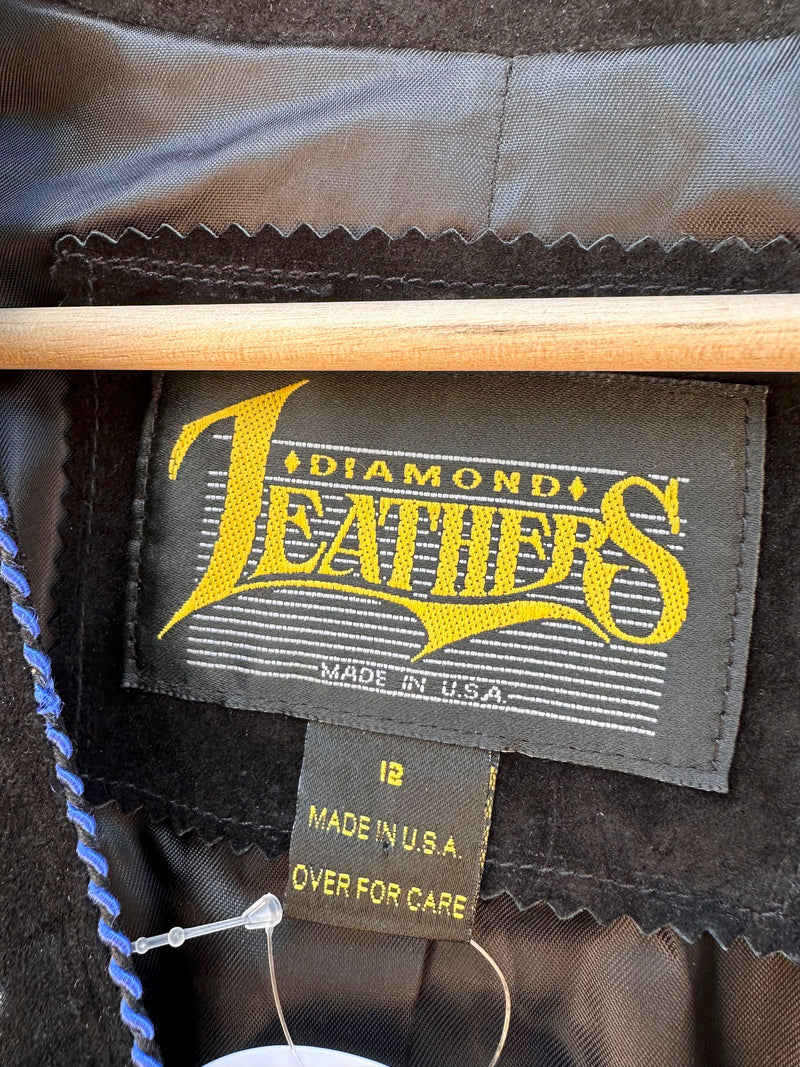 DIAMOND
LEATHERS
MADE IN U.S.A.
12
MADE IN U.S.A.
OVER FOR CARE